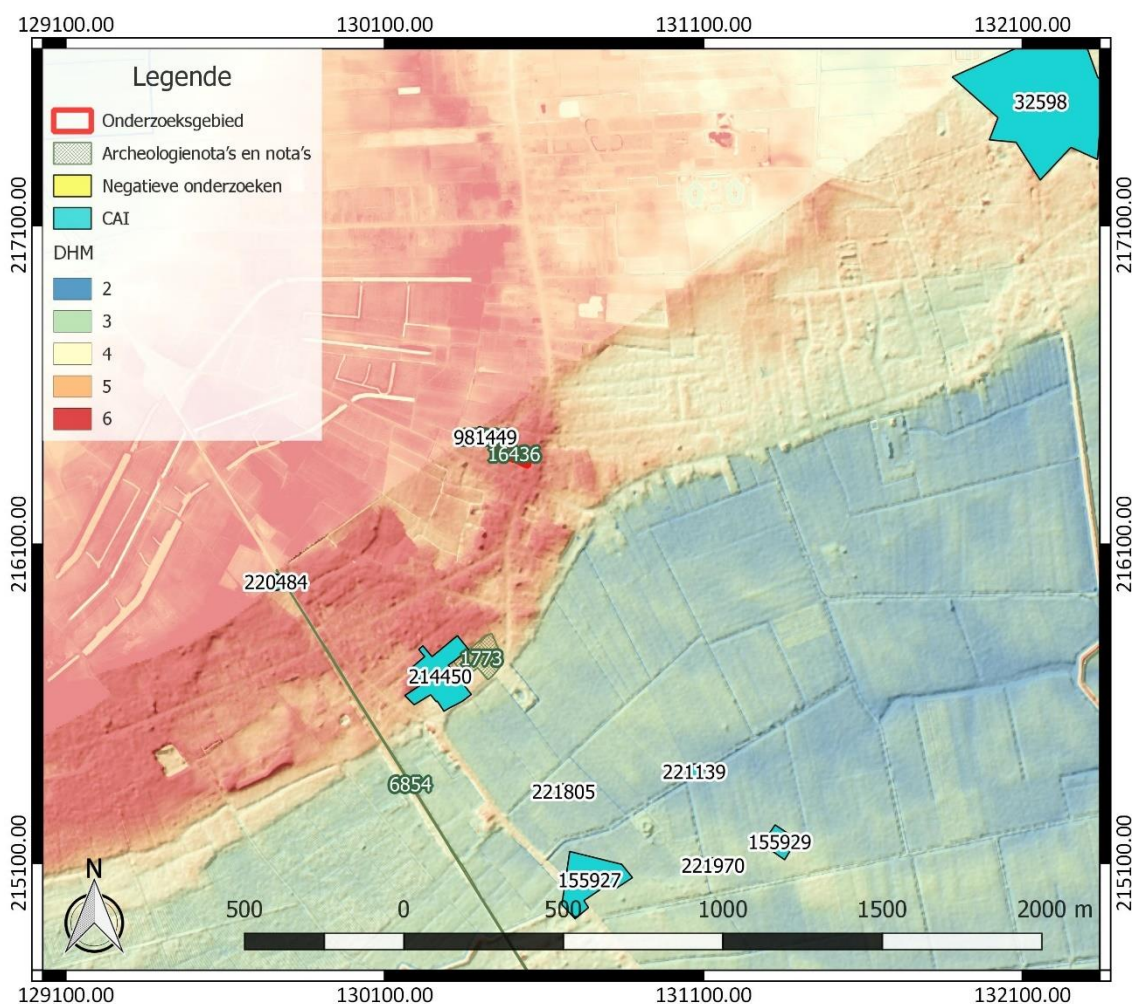 129100.00 130100.00 131100.00 132100.00
Legende
Onderzoeksgebied
Archeologienota's en nota's
Negatieve onderzoeken
CAI
DHM
2
3
4
5
6
32598
217100.00 217100.00
981449
16436
216100.00 216100.00
220484
1773
214450
6854
221139
221805
155929
221970
155927
215100.00 215100.00
N
500 0 500 1000 1500 2000 m
129100.00 130100.00 131100.00 132100.00